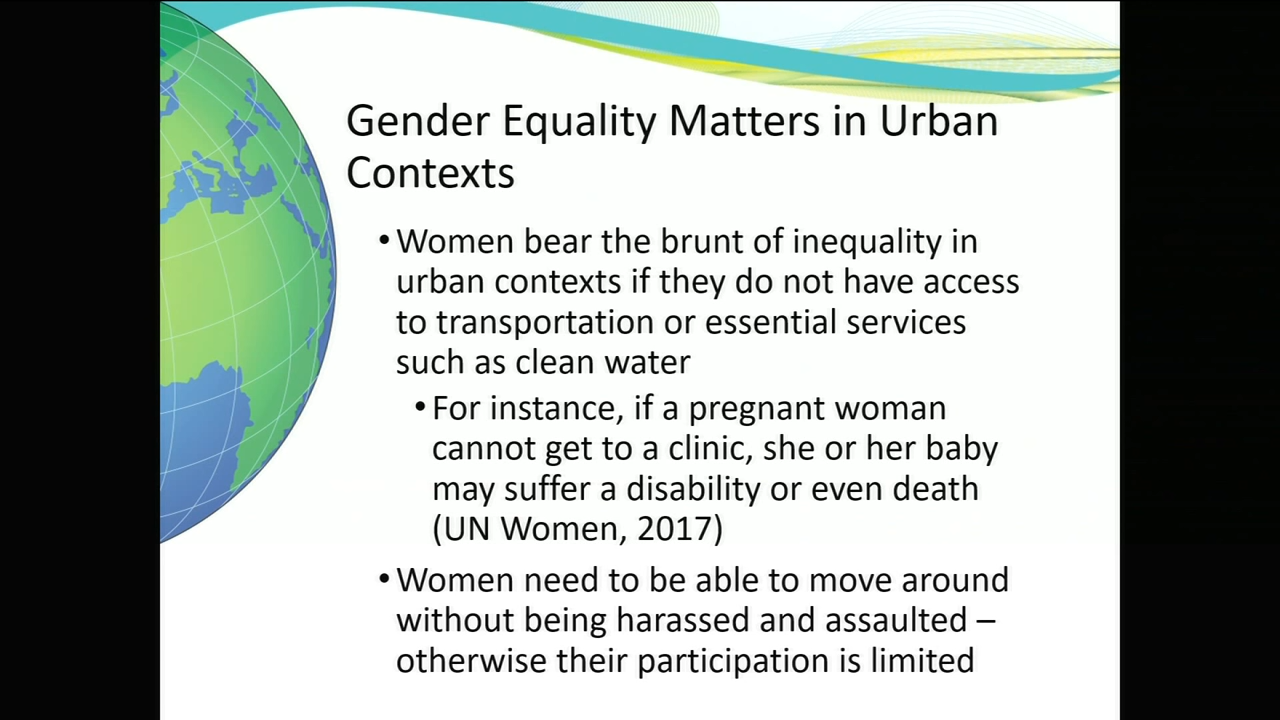 Gender Equality Matters in Urban
Contexts
• Women bear the brunt of inequality in
urban contexts if they do not have access
to transportation or essential services
such as clean water
• For instance, if a pregnant woman
cannot get to a clinic, she or her baby
may suffer a disability or even death
(UN Women, 2017)
• Women need to be able to move around
without being harassed and assaulted –
otherwise their participation is limited